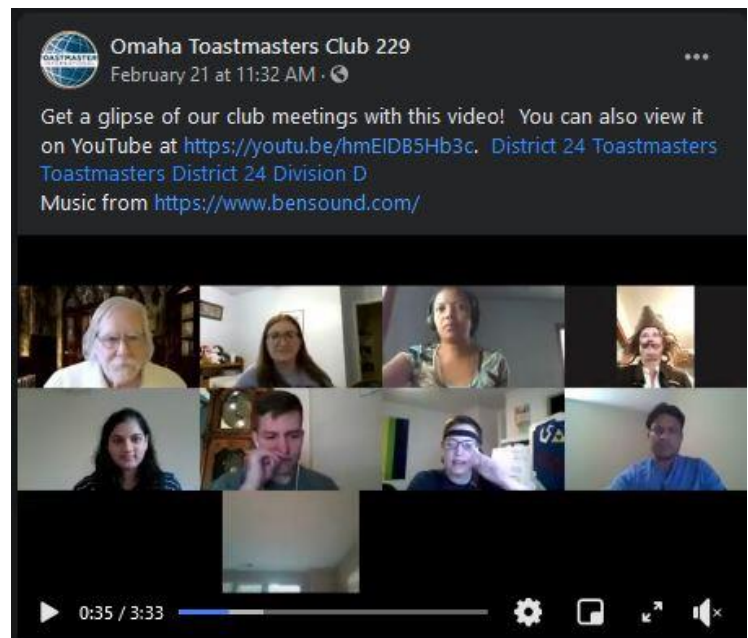 Omaha Toastmasters Club 229
February 21 at 11:32 AM ·
Get a glipse of our club meetings with this video! You can also view it
on YouTube at https://youtu.be/hmEIDB5Hb3c. District 24 Toastmasters
Toastmasters District 24 Division D
Music from https://www.bensound.com/
0:35 / 3:33